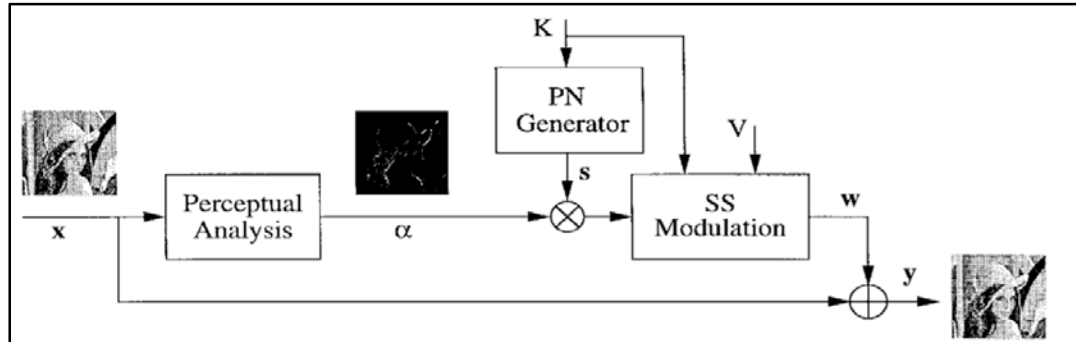 K
PN
Generator
V
s
x
Perceptual
Analysis
α
SS
Modulation
w
y